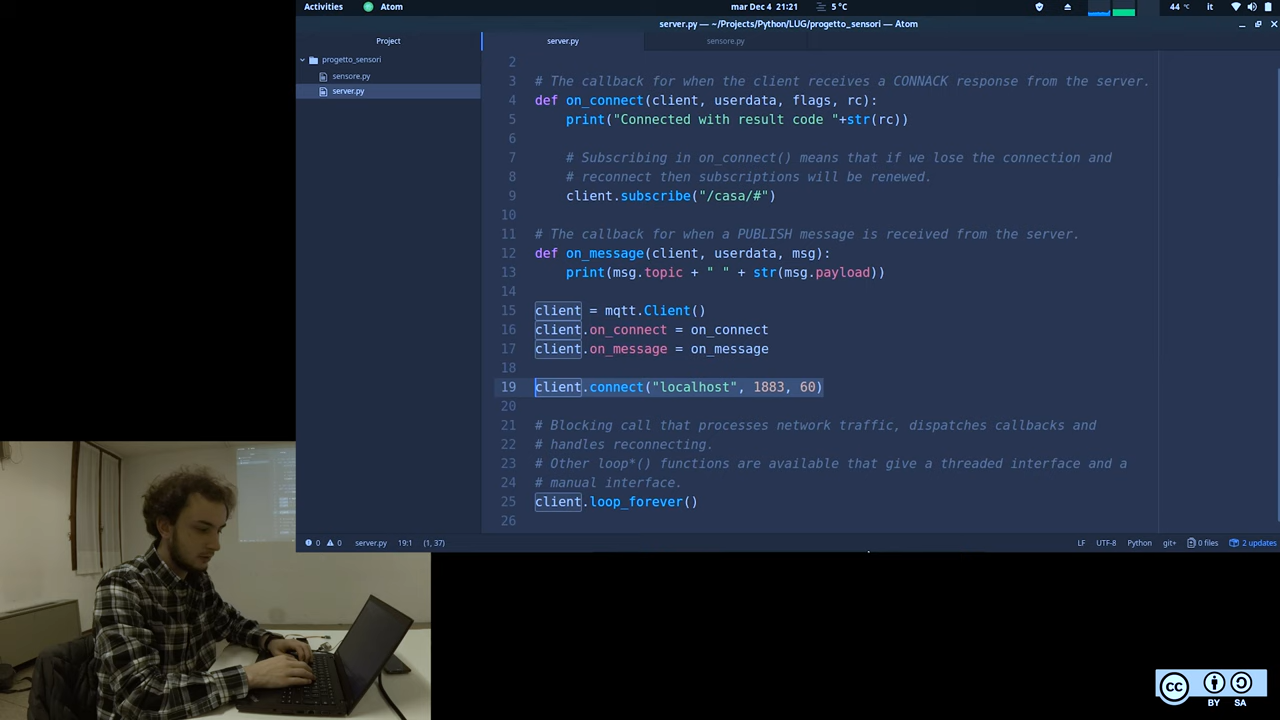 Activities Atom mar Dec 4 21:21 5 °C 44 °C it
server.py — ~/Projects/Python/LUG/progetto_sensori — Atom
Project server.py sensore.py
progetto_sensori
sensore.py
server.py
2
3 # The callback for when the client receives a CONNACK response from the server.
4 def on_connect(client, userdata, flags, rc):
5 print("Connected with result code "+str(rc))
6
7 # Subscribing in on_connect() means that if we lose the connection and
8 # reconnect then subscriptions will be renewed.
9 client.subscribe("/casa/#")
10
11 # The callback for when a PUBLISH message is received from the server.
12 def on_message(client, userdata, msg):
13 print(msg.topic + " " + str(msg.payload))
14
15 client = mqtt.Client()
16 client.on_connect = on_connect
17 client.on_message = on_message
18
19 client.connect("localhost", 1883, 60)
20
21 # Blocking call that processes network traffic, dispatches callbacks and
22 # handles reconnecting.
23 # Other loop*() functions are available that give a threaded interface and a
24 # manual interface.
25 client.loop_forever()
26
0 0 server.py 19:1 (1, 37) LF UTF-8 Python git+ 0 files 2 updates
cc BY SA